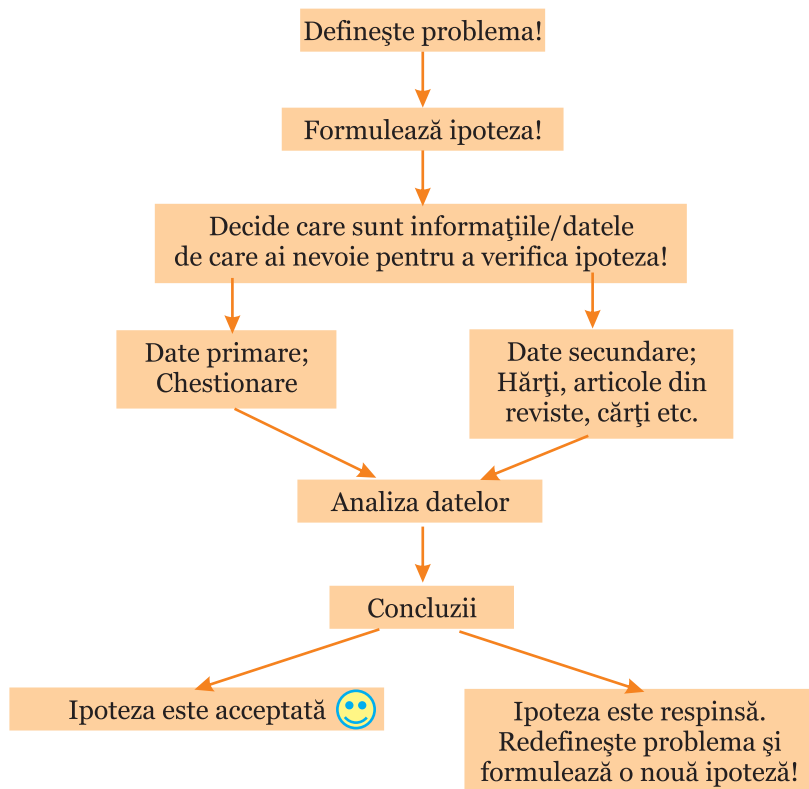 Defineşte problema!
Formulează ipoteza!
Decide care sunt informaţiile/datele
de care ai nevoie pentru a verifica ipoteza!
Date primare;
Chestionare
Date secundare;
Hărţi, articole din
reviste, cărţi etc.
Analiza datelor
Concluzii
Ipoteza este acceptată
Ipoteza este respinsă.
Redefineşte problema şi
formulează o nouă ipoteză!